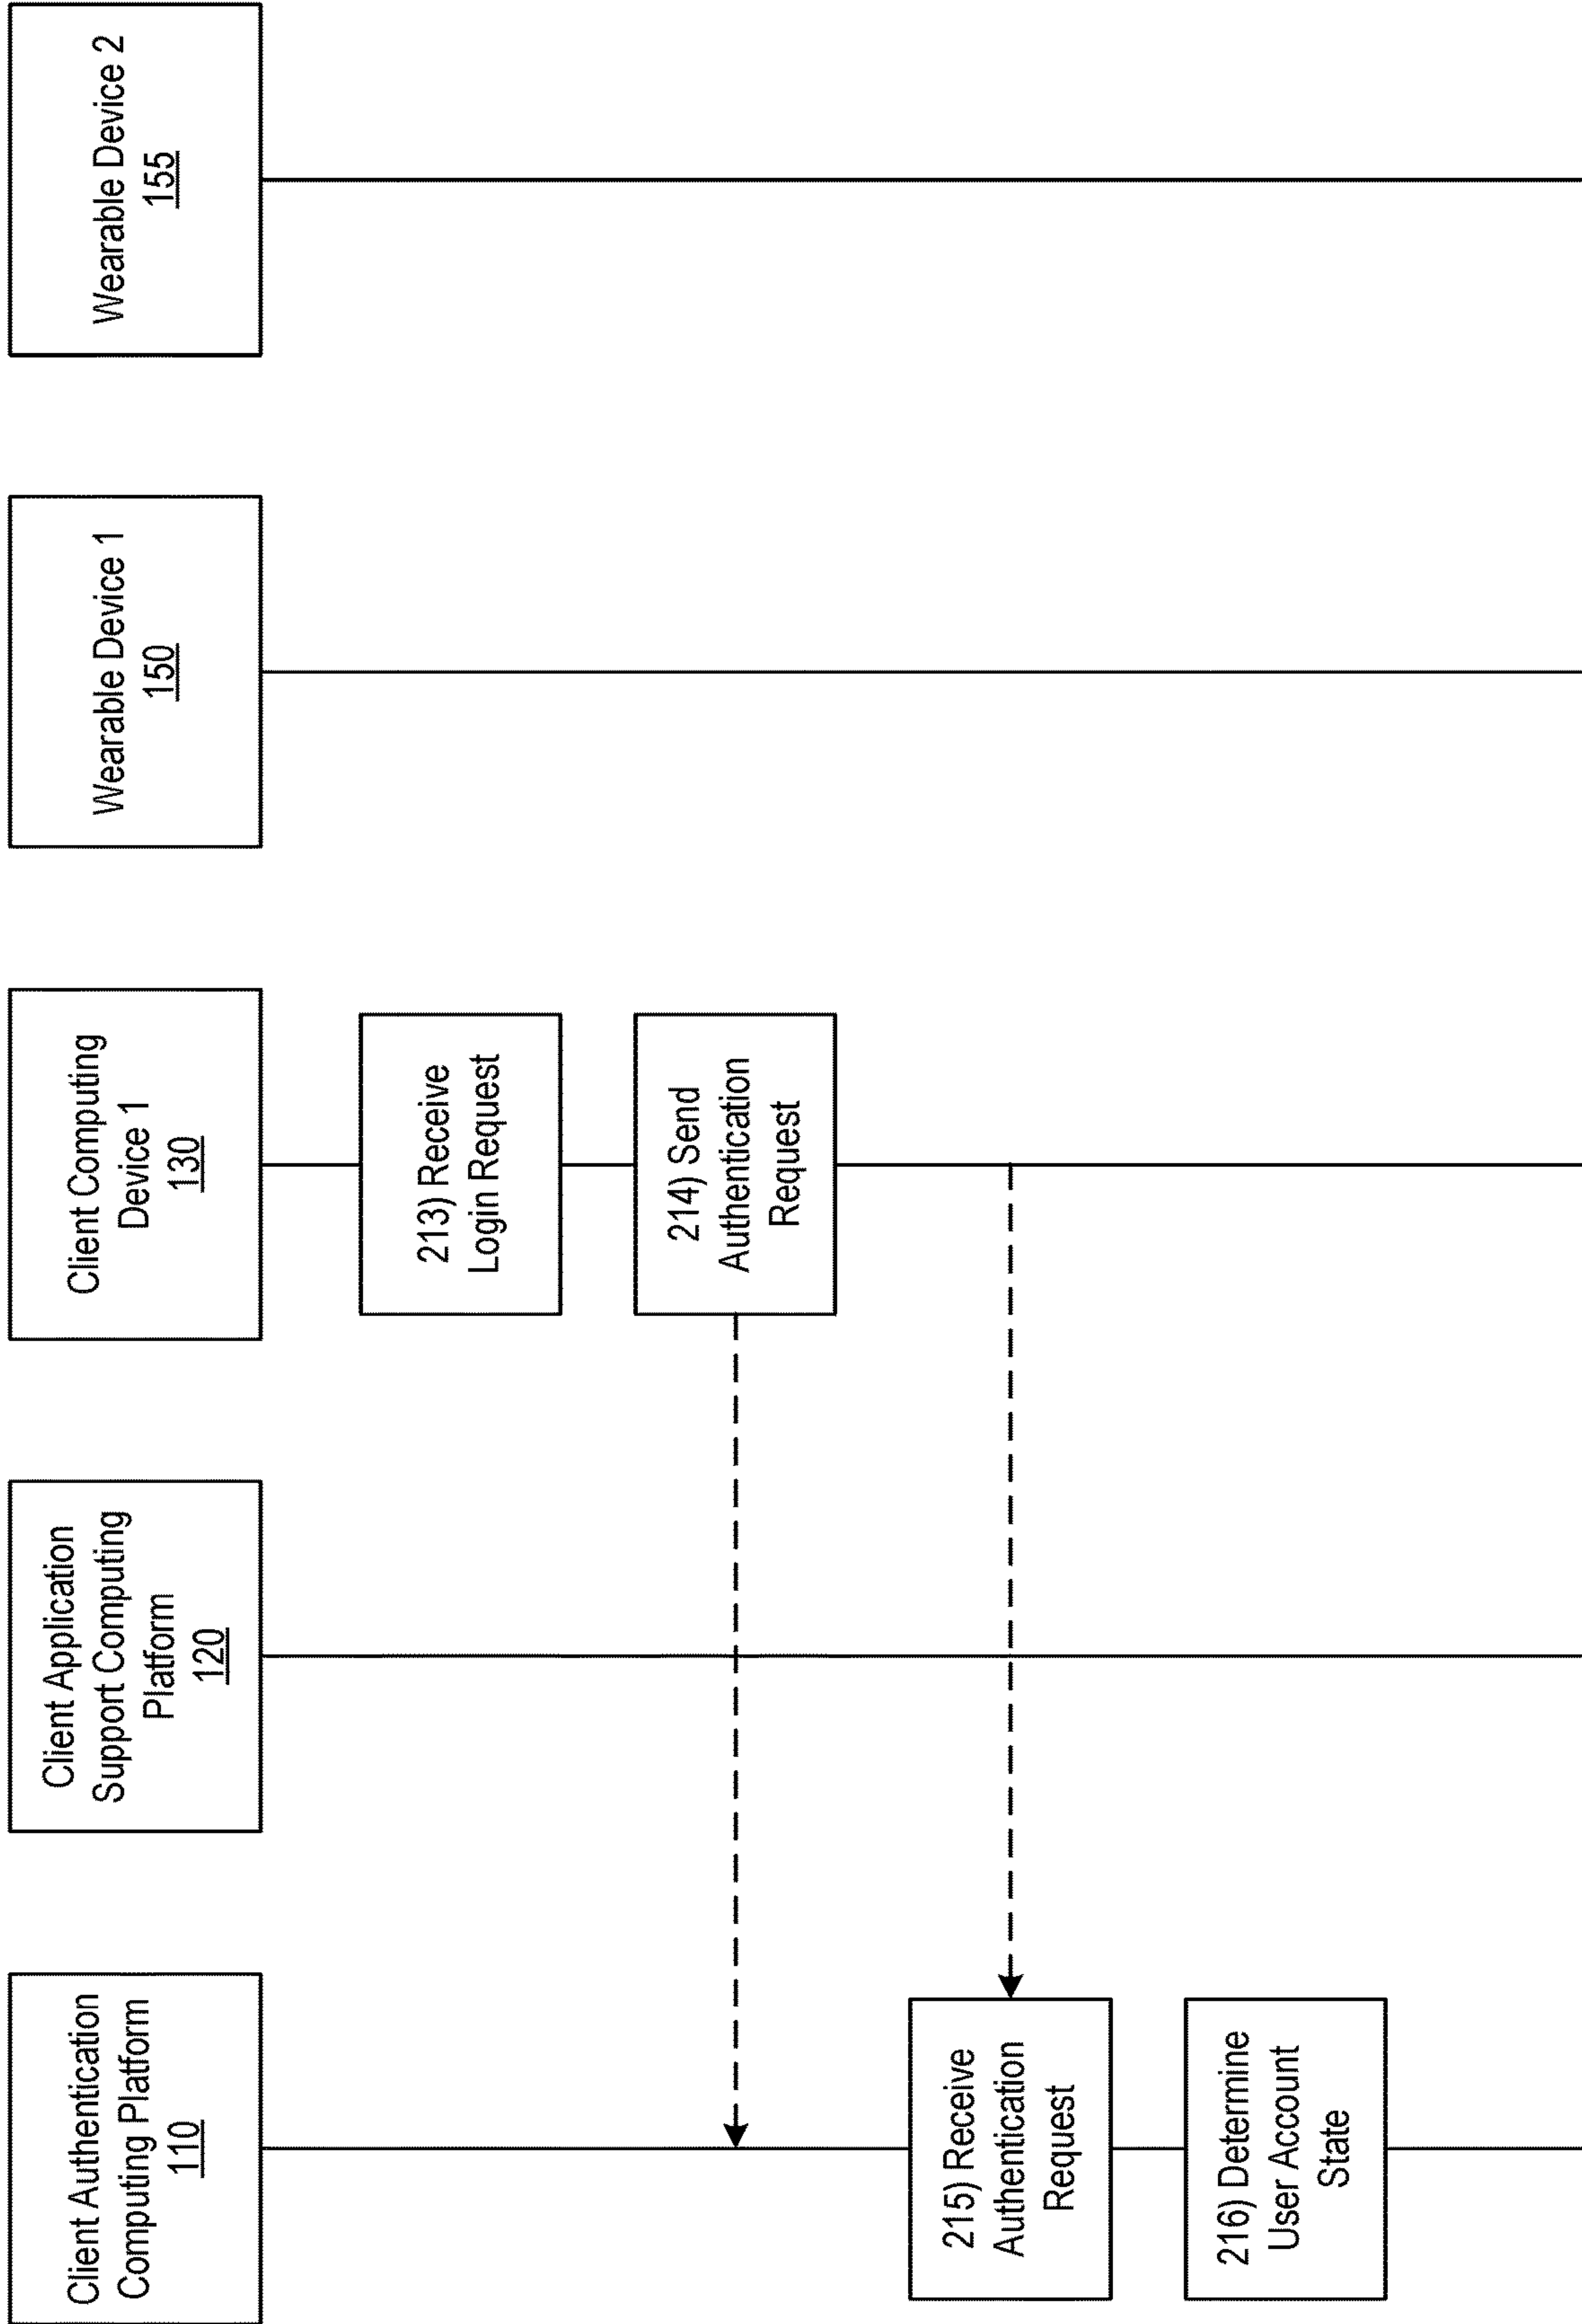 Client Authentication
Computing Platform
110
Client Application
Support Computing
Platform
120
Client Computing
Device 1
130
Wearable Device 1
150
Wearable Device 2
155
213) Receive
Login Request
214) Send
Authentication
Request
215) Receive
Authentication
Request
216) Determine
User Account
State